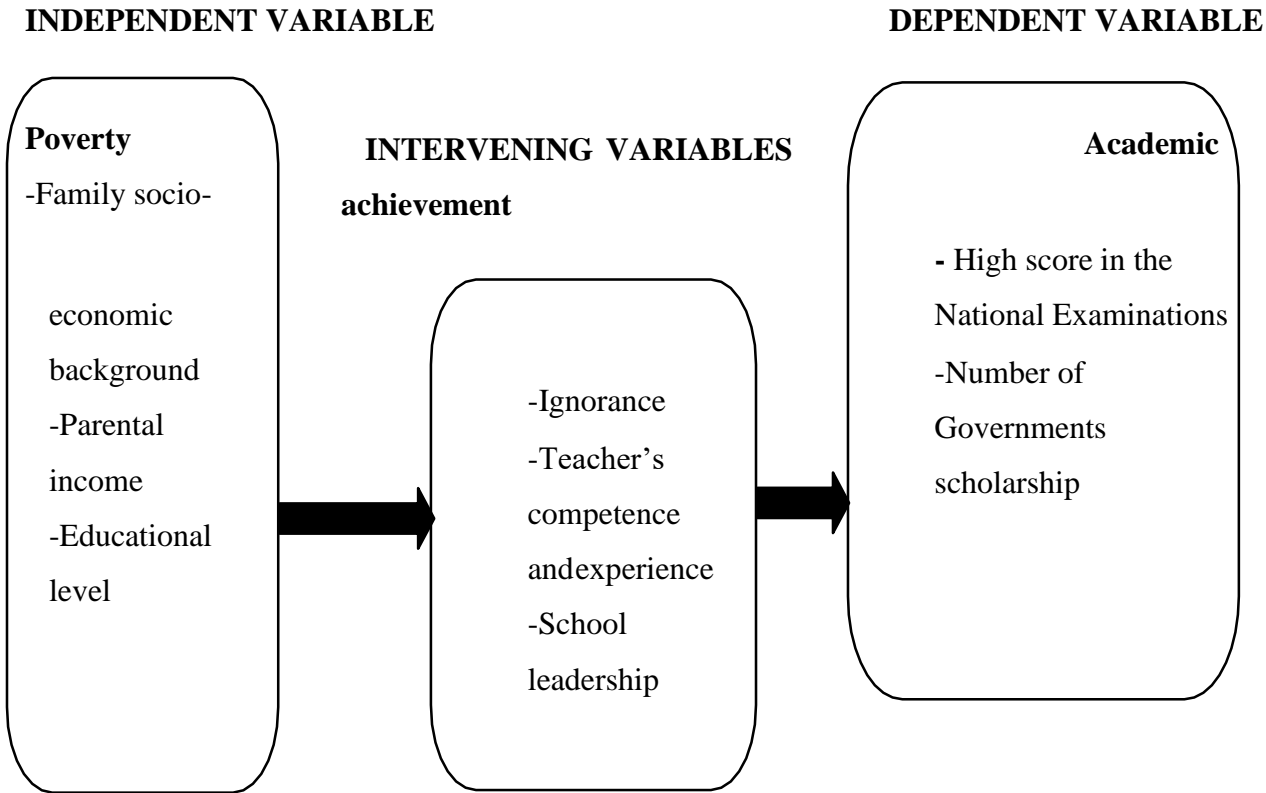 INDEPENDENT VARIABLE
DEPENDENT VARIABLE
Poverty
-Family socio-
economic
background
-Parental
income
-Educational
level
INTERVENING VARIABLES
achievement
-Ignorance
-Teacher’s
competence
andexperience
-School
leadership
Academic
- High score in the
National Examinations
-Number of
Governments
scholarship